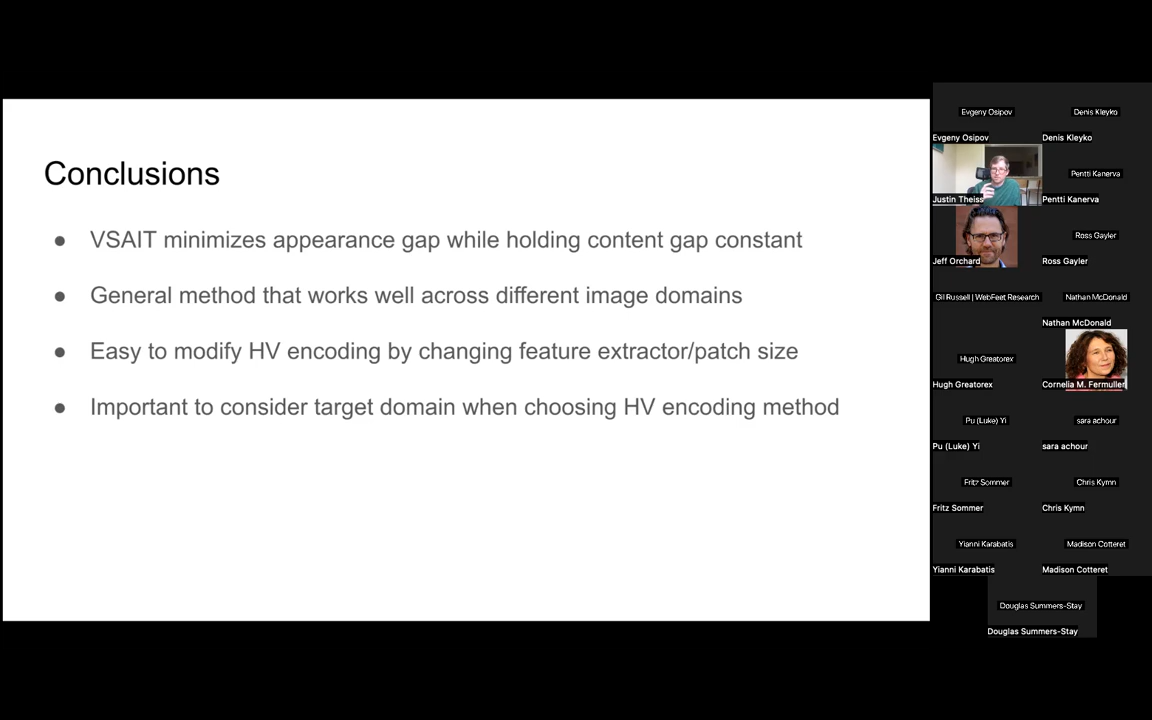 Conclusions
● VSAIT minimizes appearance gap while holding content gap constant
● General method that works well across different image domains
● Easy to modify HV encoding by changing feature extractor/patch size
● Important to consider target domain when choosing HV encoding method
Evgeny Osipov
Denis Kleyko
Evgeny Osipov
Denis Kleyko
Pentti Kanerva
Justin Theiss
Pentti Kanerva
Ross Gayler
Jeff Orchard
Ross Gayler
Gil Russell | WebFeet Research
Nathan McDonald
Nathan McDonald
Hugh Greatorex
Hugh Greatorex
Cornelia M. Fermuller
Pu (Luke) Yi
sara achour
Pu (Luke) Yi
sara achour
Fritz Sommer
Chris Kymn
Fritz Sommer
Chris Kymn
Yianni Karabatis
Madison Cotteret
Yianni Karabatis
Madison Cotteret
Douglas Summers-Stay
Douglas Summers-Stay